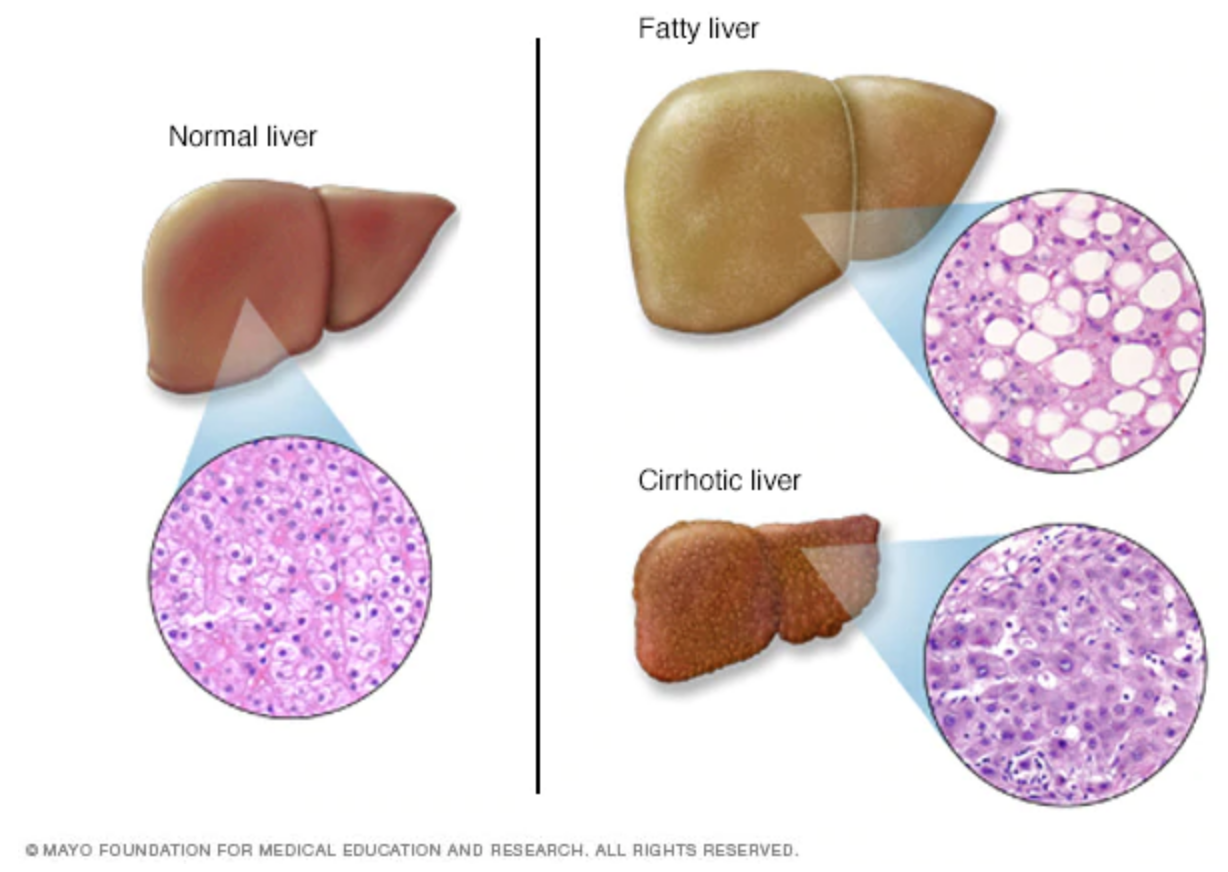 Normal liver
Fatty liver
Cirrhotic liver
© MAYO FOUNDATION FOR MEDICAL EDUCATION AND RESEARCH. ALL RIGHTS RESERVED.